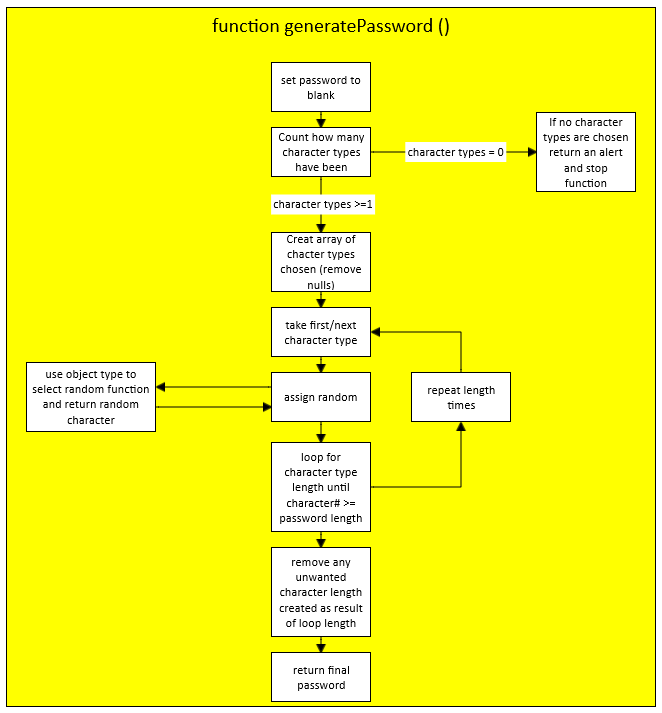 function generatePassword ()
set password to
blank
Count how many
character types
have been
character types = 0
If no character
types are chosen
return an alert
and stop
function
character types >=1
Creat array of
chacter types
chosen (remove
nulls)
take first/next
character type
use object type to
select random function
and return random
character
assign random
repeat length
times
loop for
character type
length until
character# >=
password length
remove any
unwanted
character length
created as result
of loop length
return final
password